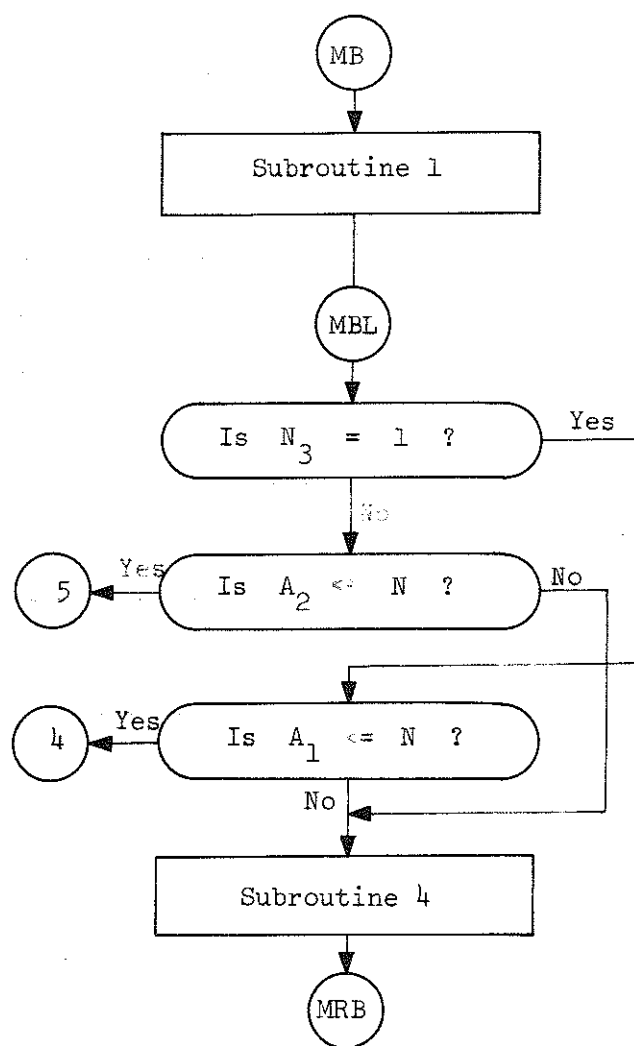 MB
Subroutine 1
MBL
Is N₃ = 1 ?
Yes
No
5
Yes
Is A₂ <= N ?
No
4
Yes
Is A₁ <= N ?
No
Subroutine 4
MRB